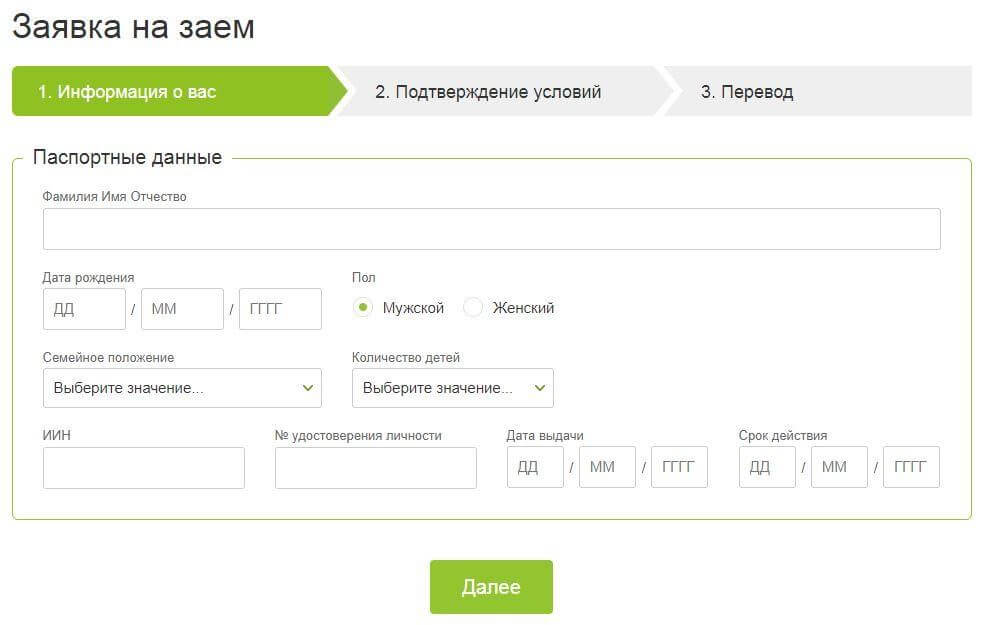 Заявка на заем
1. Информация о вас 2. Подтверждение условий 3. Перевод
Паспортные данные
Фамилия Имя Отчество
Дата рождения Пол
ДД / ММ / ГГГГ Мужской Женский
Семейное положение Количество детей
Выберите значение... Выберите значение...
ИИН № удостоверения личности Дата выдачи Срок действия
ДД / ММ / ГГГГ ДД / ММ / ГГГГ
Далее